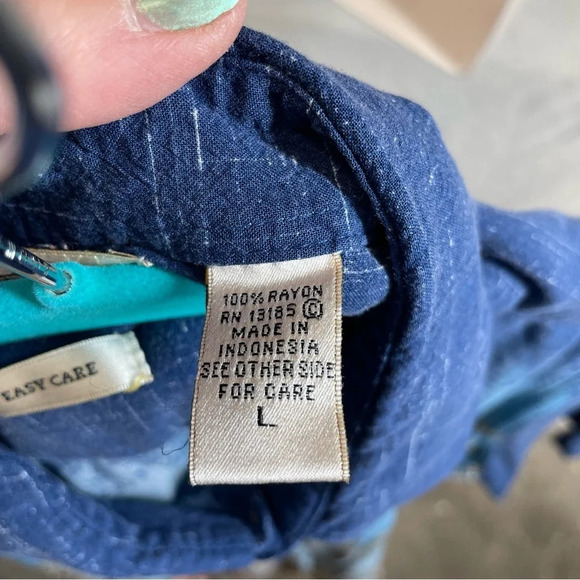 100% RAYON
RN 13185 ©
MADE IN
INDONESIA
SEE OTHER SIDE
FOR CARE
L
EASY CARE